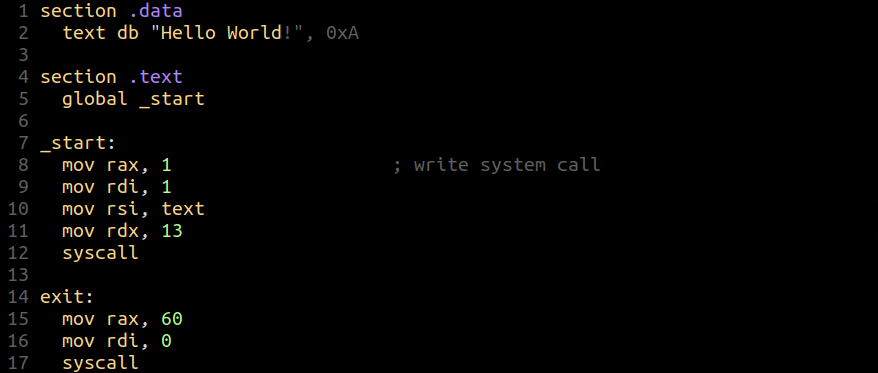 1 section .data
2   text db "Hello World!", 0xA
3
4 section .text
5   global _start
6
7 _start:
8   mov rax, 1                    ; write system call
9   mov rdi, 1
10   mov rsi, text
11   mov rdx, 13
12   syscall
13
14 exit:
15   mov rax, 60
16   mov rdi, 0
17   syscall